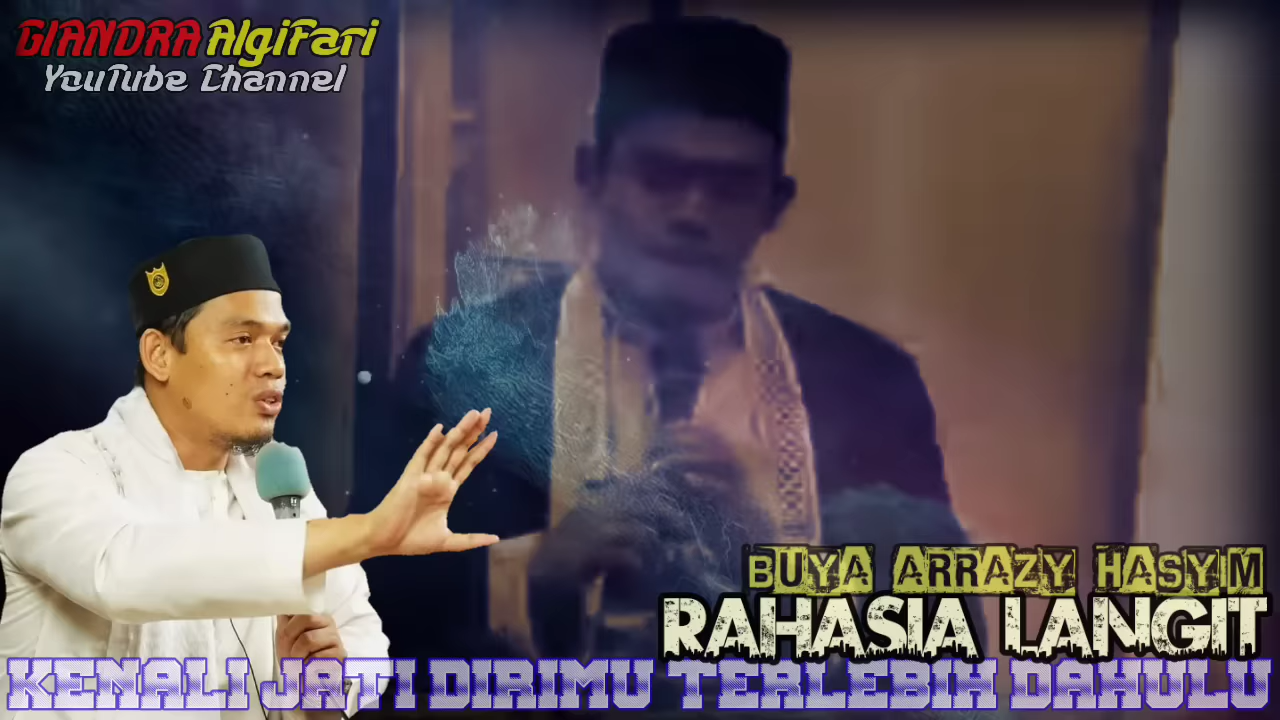 GIANDRA AlgiFari
YouTube Channel
BUYA ARRAZY HASYIM
RAHASIA LANGIT
KENALI JATI DIRIMU TERLEBIH DAHULU